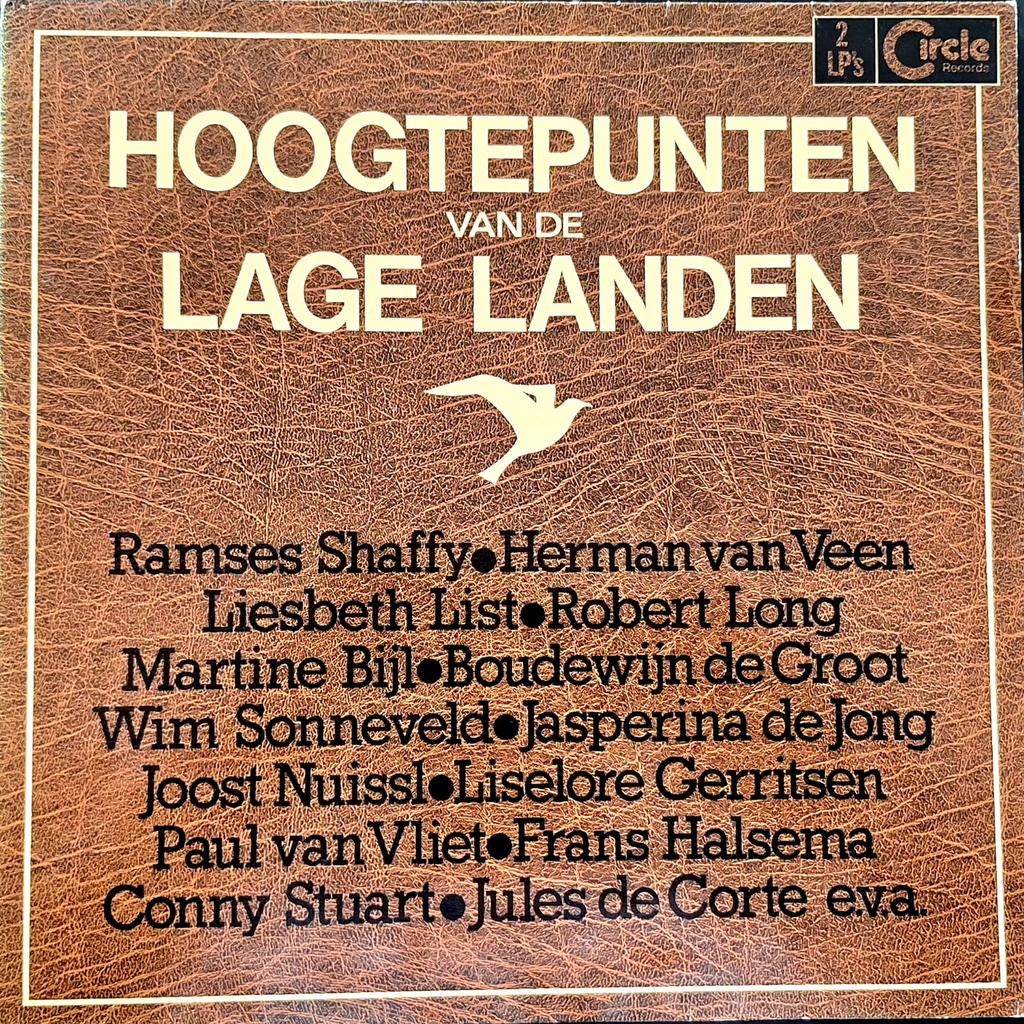 2
LP's
Circle
Records
HOOGTEPUNTEN
VAN DE
LAGE LANDEN
Ramses Shaffy●Herman van Veen
Liesbeth List●Robert Long
Martine Bijl●Boudewijn de Groot
Wim Sonneveld●Jasperina de Jong
Joost Nuissl●Liselore Gerritsen
Paul van Vliet●Frans Halsema
Conny Stuart●Jules de Corte e.v.a.